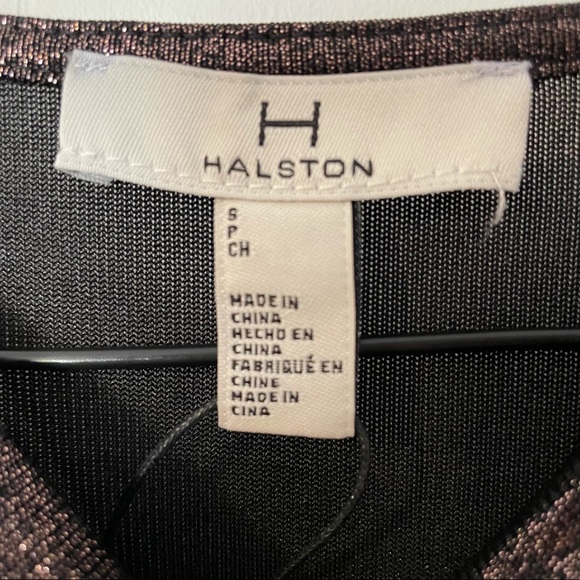 H
HALSTON
S
P
CH
MADE IN
CHINA
HECHO EN
CHINA
FABRIQUÉ EN
CHINE
MADE IN
CINA